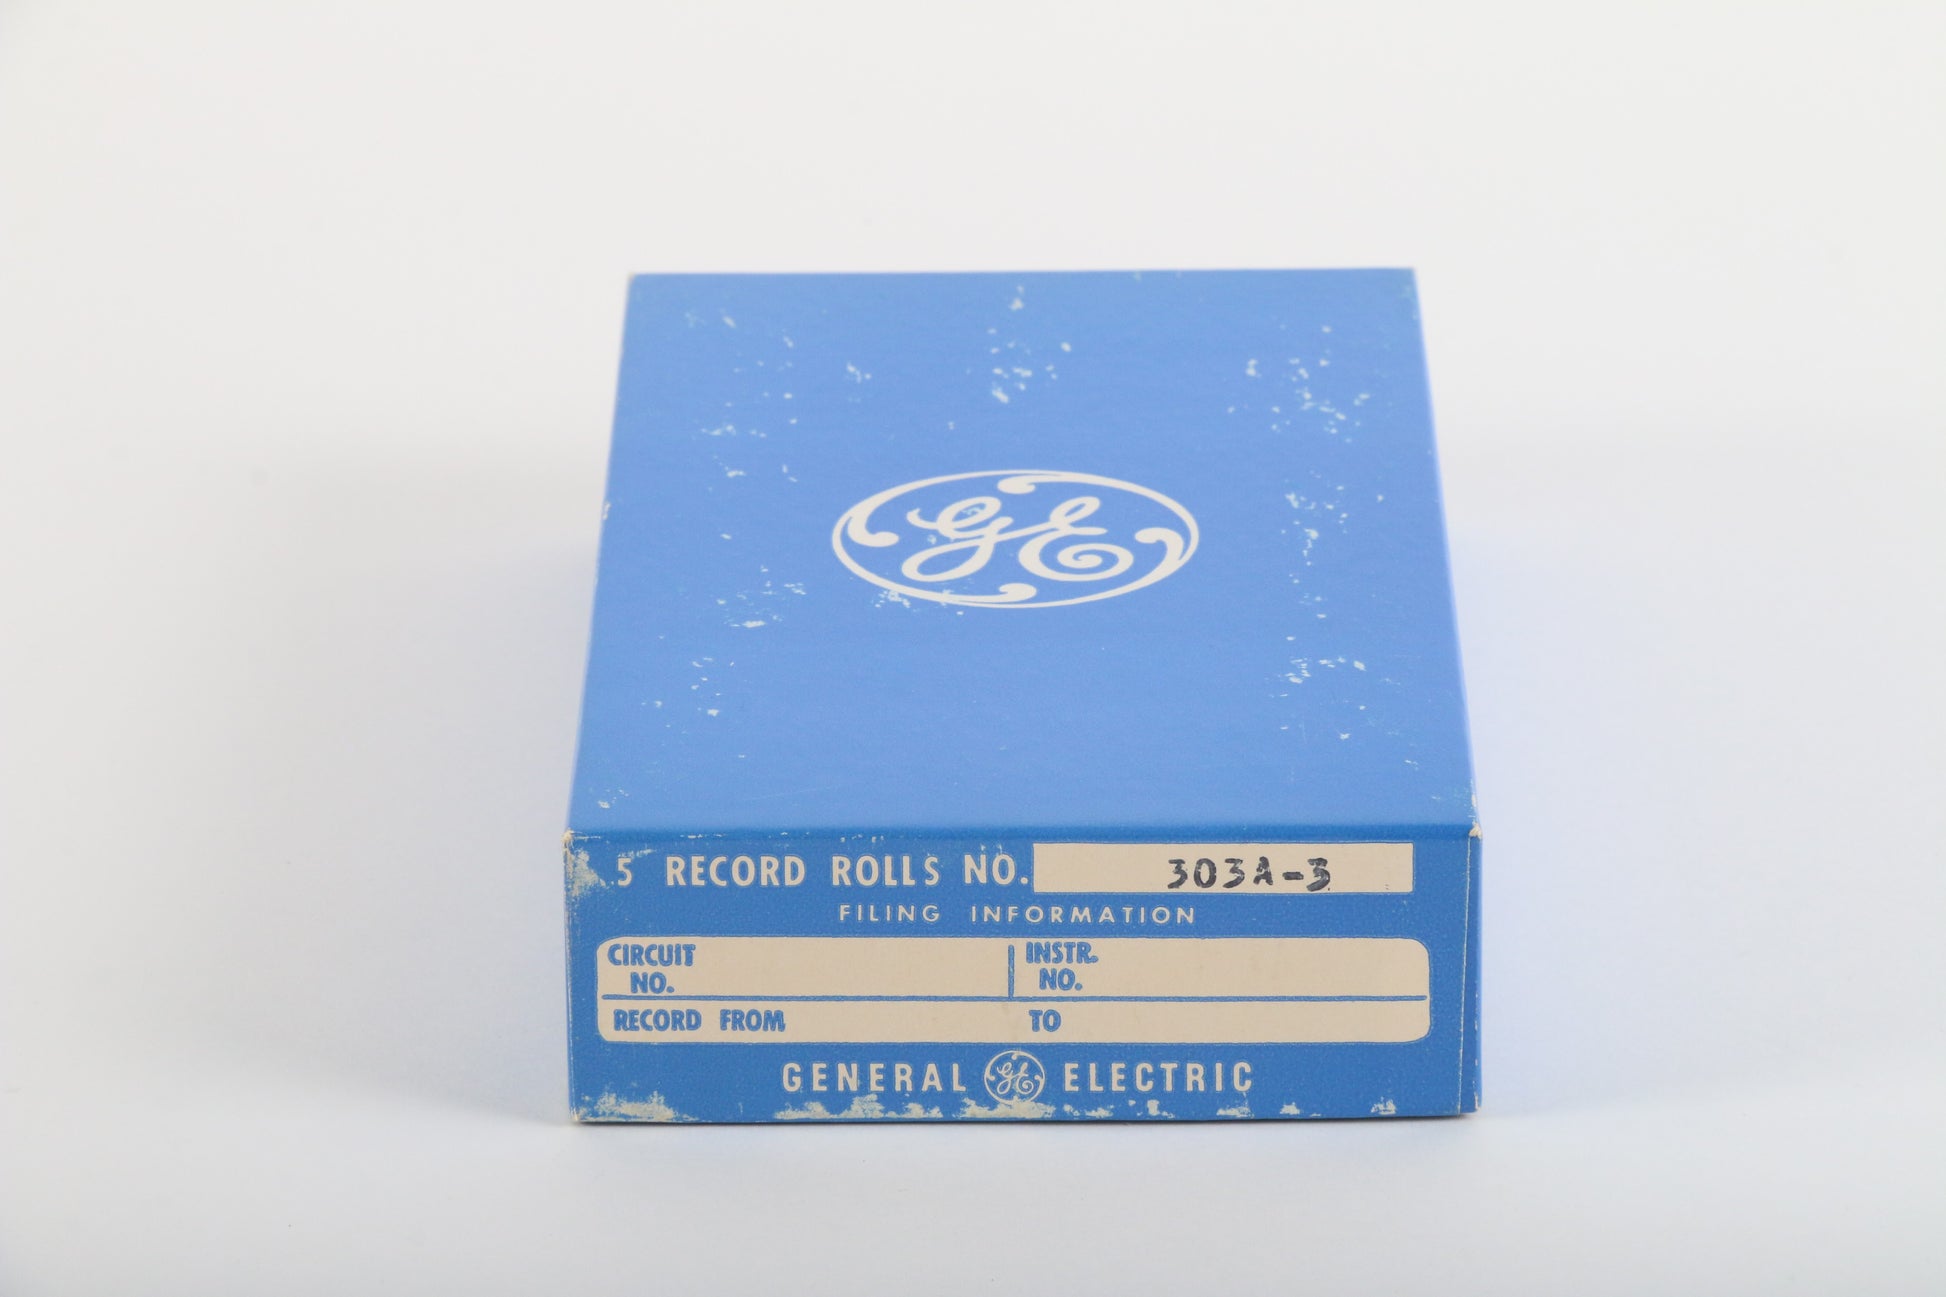 GE
5 RECORD ROLLS NO. 303A-3
FILING INFORMATION
CIRCUIT NO. INSTR. NO.
RECORD FROM TO
GENERAL GE ELECTRIC